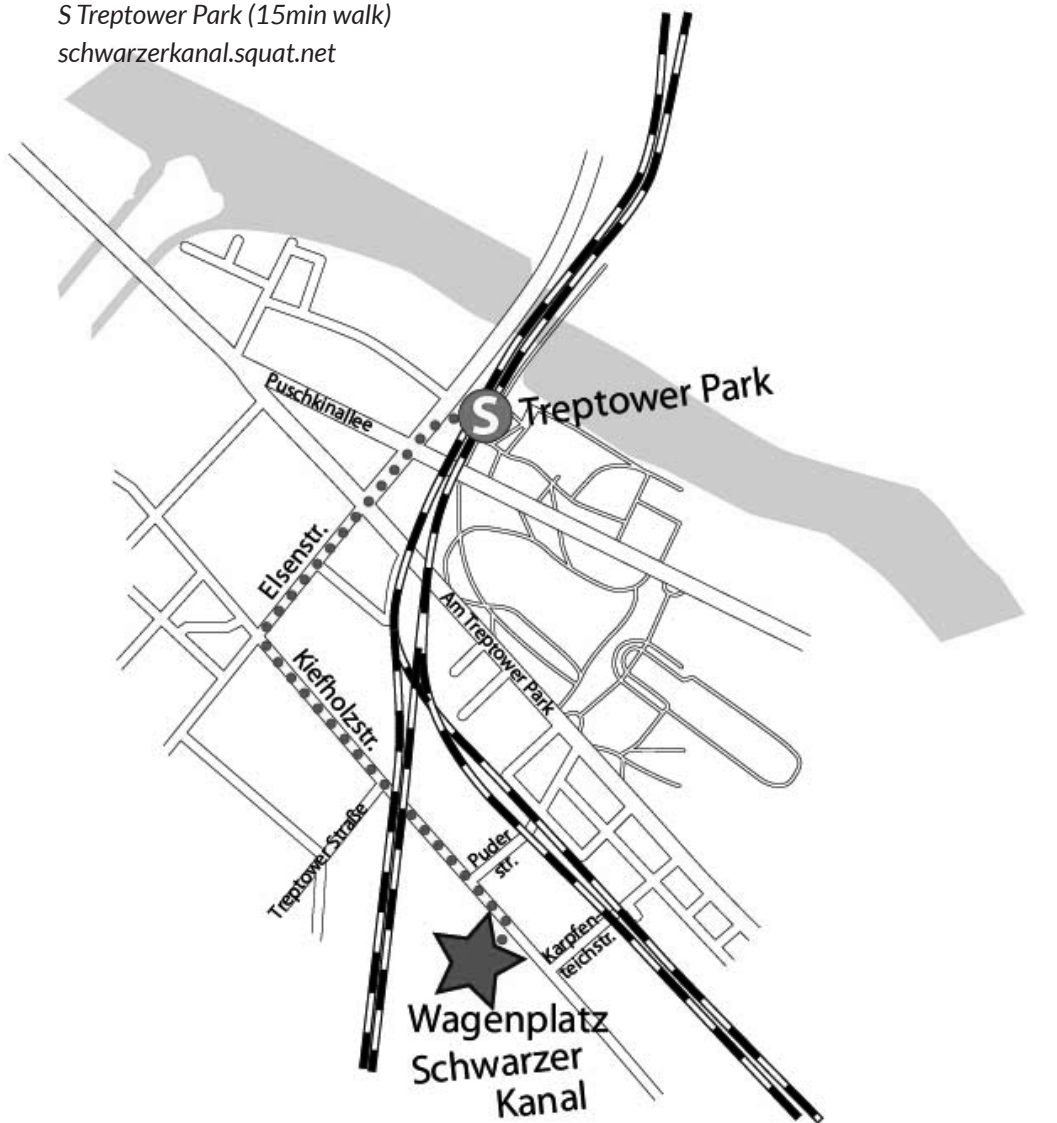 S Treptower Park (15min walk)
schwarzerkanal.squat.net
Puschkinallee
S Treptower Park
Elsenstr.
Am Treptower Park
Kiefholzstr.
Treptower Straße
Puder
str.
Karpfen-
teichstr.
Wagenplatz
Schwarzer
Kanal